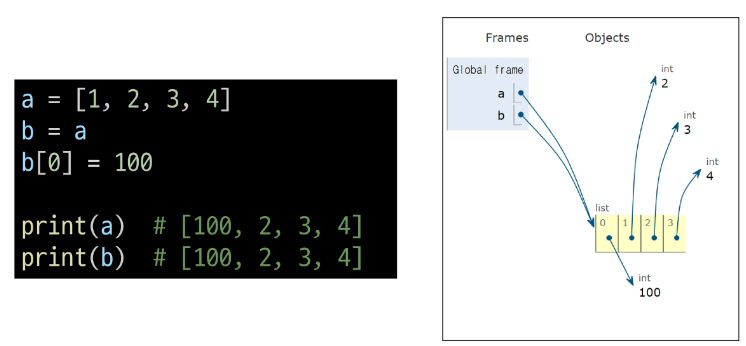 a = [1, 2, 3, 4]
b = a
b[0] = 100
print(a)  # [100, 2, 3, 4]
print(b)  # [100, 2, 3, 4]
Frames
Objects
Global frame
a
b
int
2
int
3
int
4
list
0 1 2 3
int
100